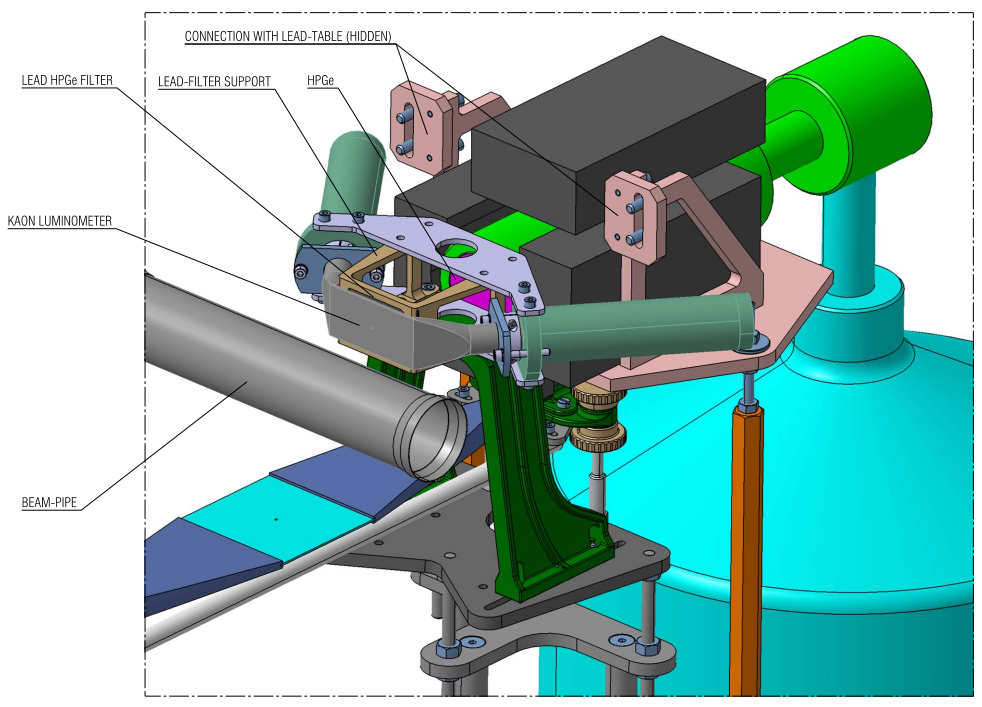 CONNECTION WITH LEAD-TABLE (HIDDEN)
LEAD HPGe FILTER
LEAD-FILTER SUPPORT
HPGe
KAON LUMINOMETER
BEAM-PIPE